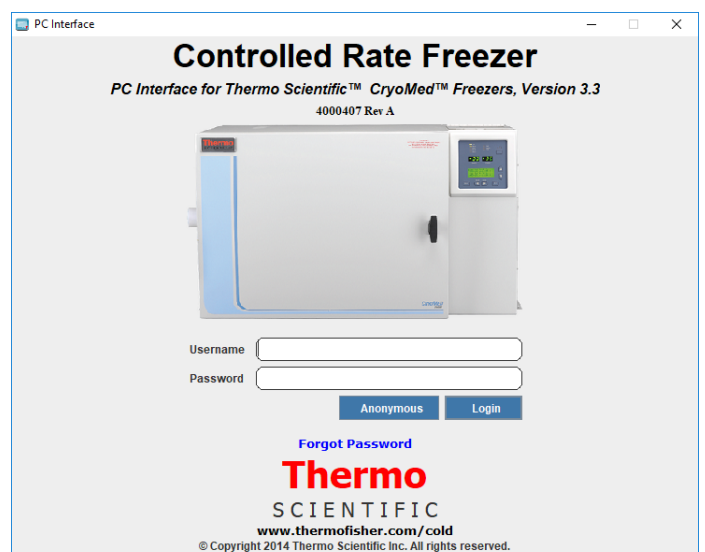 PC Interface
Controlled Rate Freezer
PC Interface for Thermo Scientific™ CryoMed™ Freezers, Version 3.3
4000407 Rev A
Thermo
Username
Password
Anonymous
Login
Forgot Password
Thermo
SCIENTIFIC
www.thermofisher.com/cold
© Copyright 2014 Thermo Scientific Inc. All rights reserved.